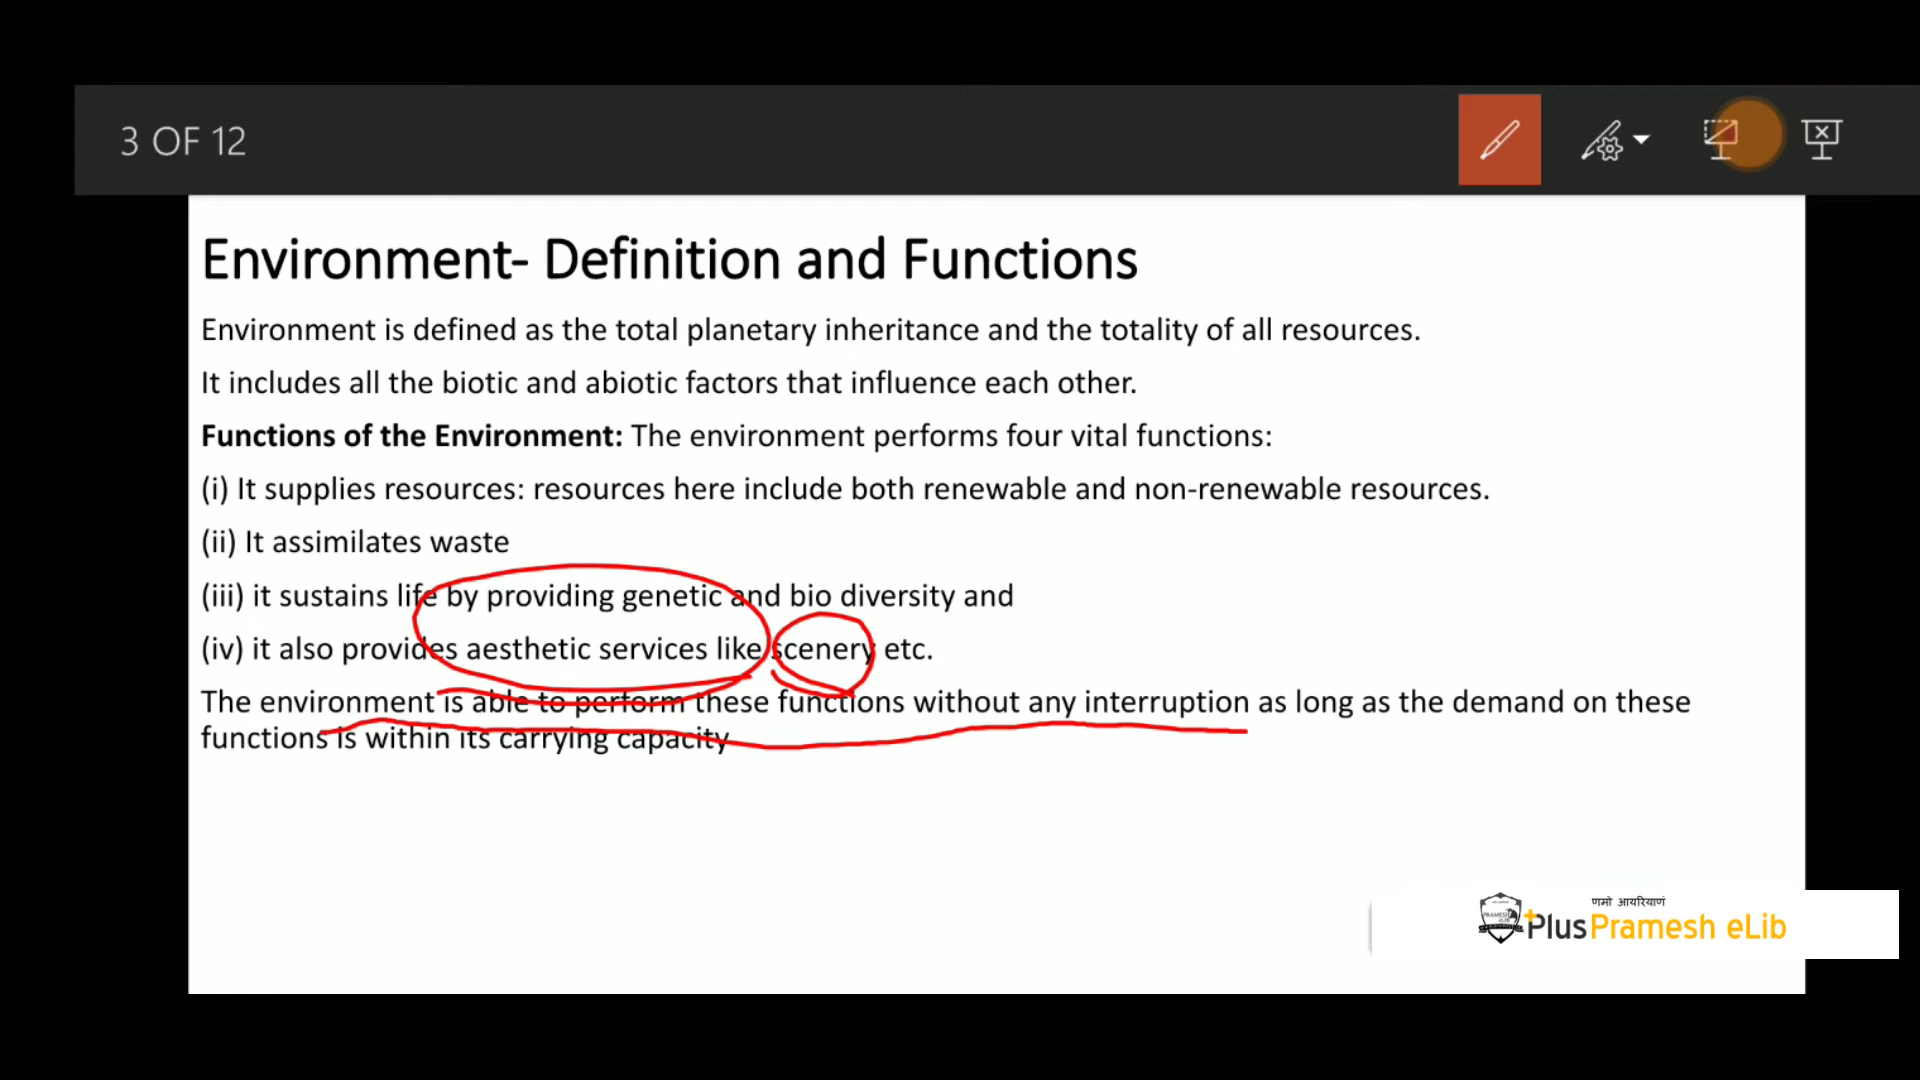 3 OF 12
Environment- Definition and Functions
Environment is defined as the total planetary inheritance and the totality of all resources.
It includes all the biotic and abiotic factors that influence each other.
Functions of the Environment: The environment performs four vital functions:
(i) It supplies resources: resources here include both renewable and non-renewable resources.
(ii) It assimilates waste
(iii) it sustains life by providing genetic and bio diversity and
(iv) it also provides aesthetic services like scenery etc.
The environment is able to perform these functions without any interruption as long as the demand on these
functions is within its carrying capacity
णमो आयरियाणं
+Plus Pramesh eLib